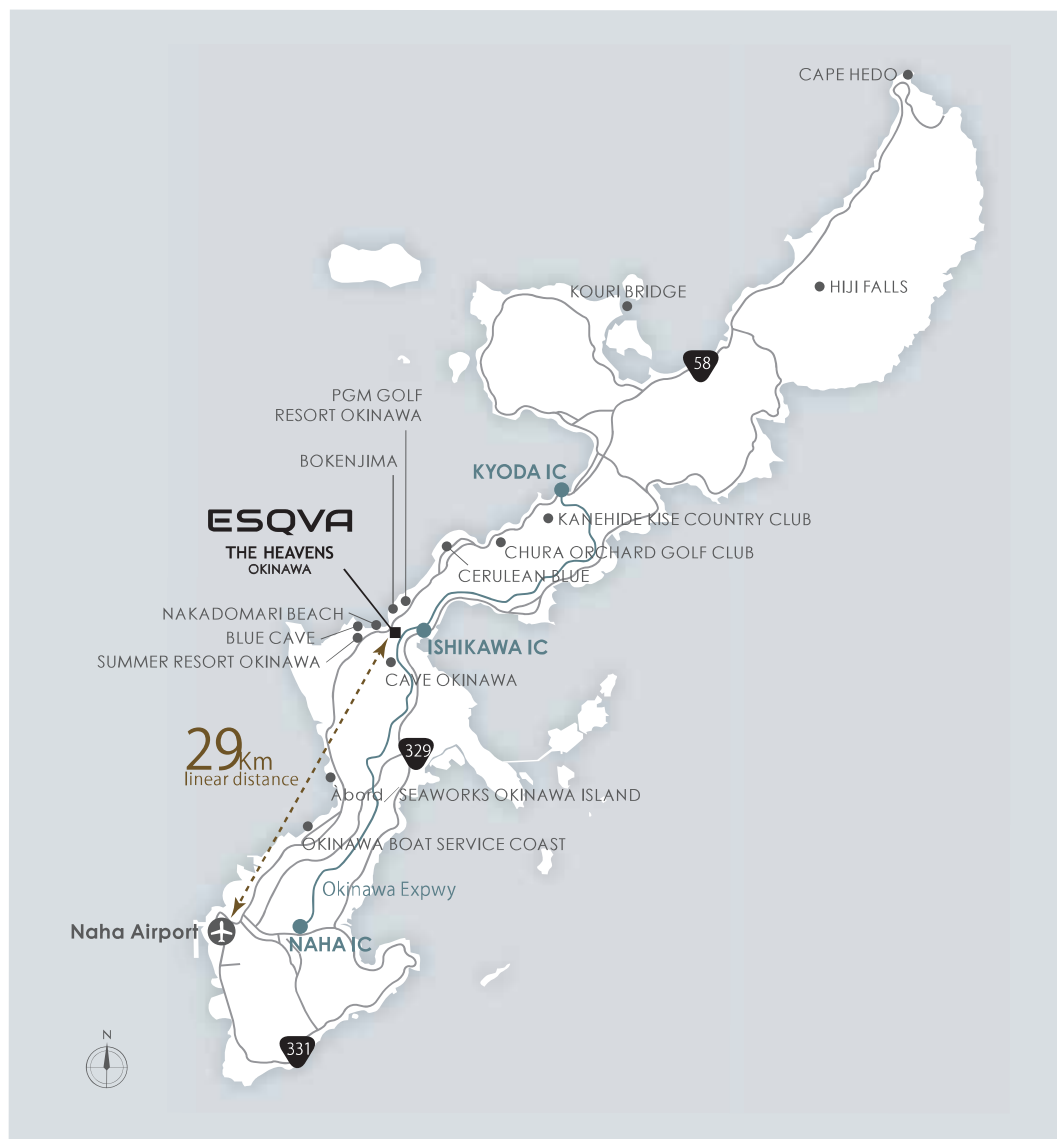 CAPE HEDO
HIJI FALLS
KOURI BRIDGE
58
PGM GOLF
RESORT OKINAWA
BOKENJIMA
KYODA IC
ESQVA
THE HEAVENS
OKINAWA
KANEHIDE KISE COUNTRY CLUB
CHURA ORCHARD GOLF CLUB
CERULEAN BLUE
NAKADOMARI BEACH
BLUE CAVE
SUMMER RESORT OKINAWA
ISHIKAWA IC
CAVE OKINAWA
29Km
linear distance
329
Abord／SEAWORKS OKINAWA ISLAND
OKINAWA BOAT SERVICE COAST
Okinawa Expwy
Naha Airport
NAHA IC
N
331